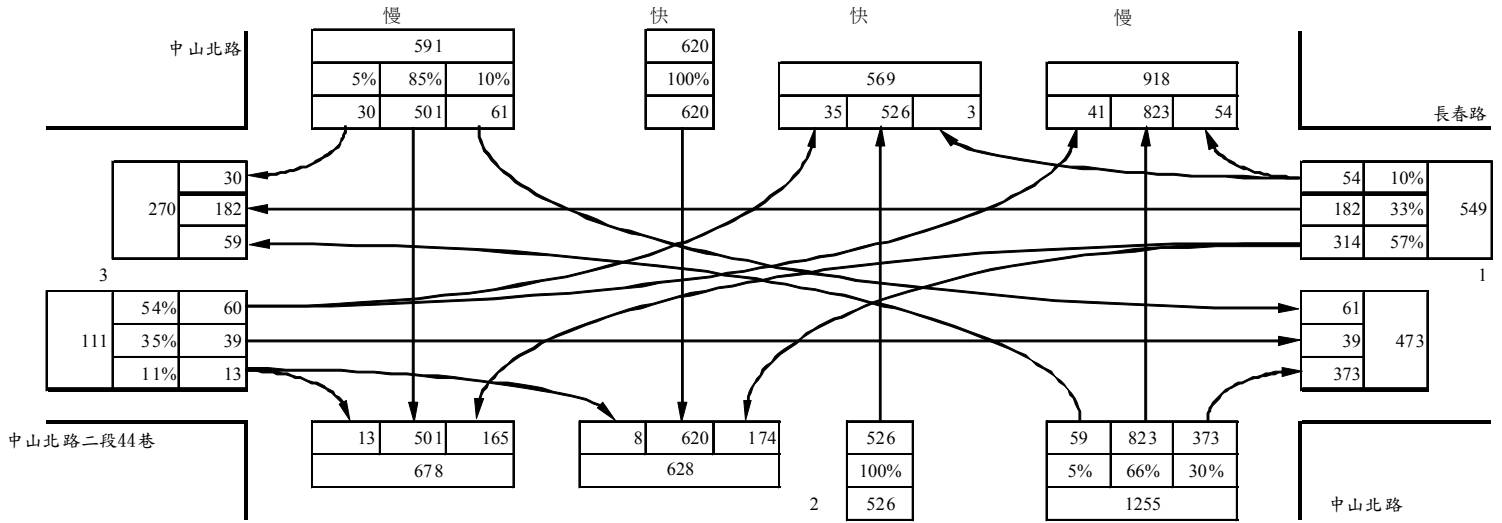 慢 快 快 慢
中山北路 591 620 569 918 長春路
5% 85% 10% 100%
30 501 61 620 35 526 3 41 823 54
30 54 10%
270 182 182 33% 549
59 314 57%
3 1
54% 60 61
111 35% 39 39 473
11% 13 373
中山北路二段44巷 13 501 165 8 620 174 526 59 823 373
678 628 100% 5% 66% 30%
2 526 1255 中山北路